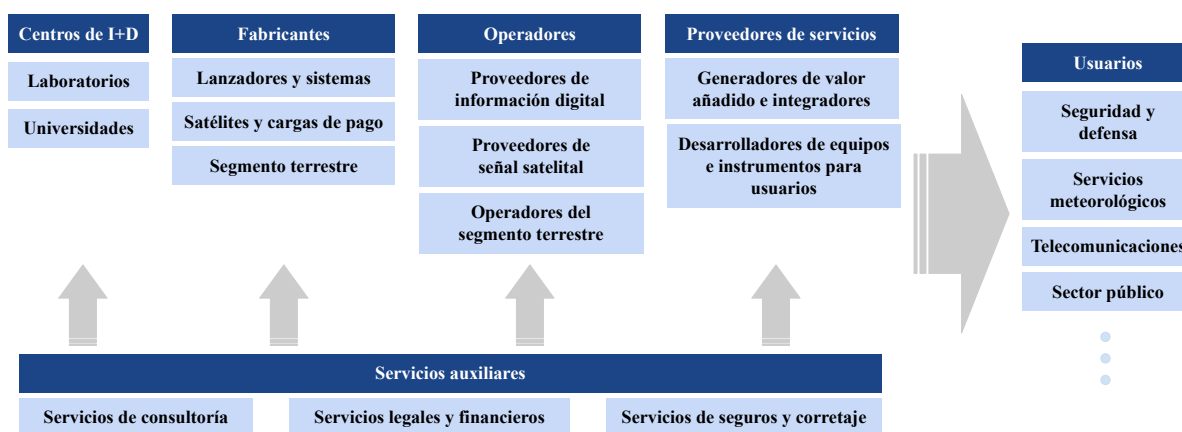 Centros de I+D
Laboratorios
Universidades
Fabricantes
Lanzadores y sistemas
Satélites y cargas de pago
Segmento terrestre
Operadores
Proveedores de
información digital
Proveedores de
señal satelital
Operadores del
segmento terrestre
Proveedores de servicios
Generadores de valor
añadido e integradores
Desarrolladores de equipos
e instrumentos para
usuarios
Usuarios
Seguridad y
defensa
Servicios
meteorológicos
Telecomunicaciones
Sector público
Servicios auxiliares
Servicios de consultoría
Servicios legales y financieros
Servicios de seguros y corretaje